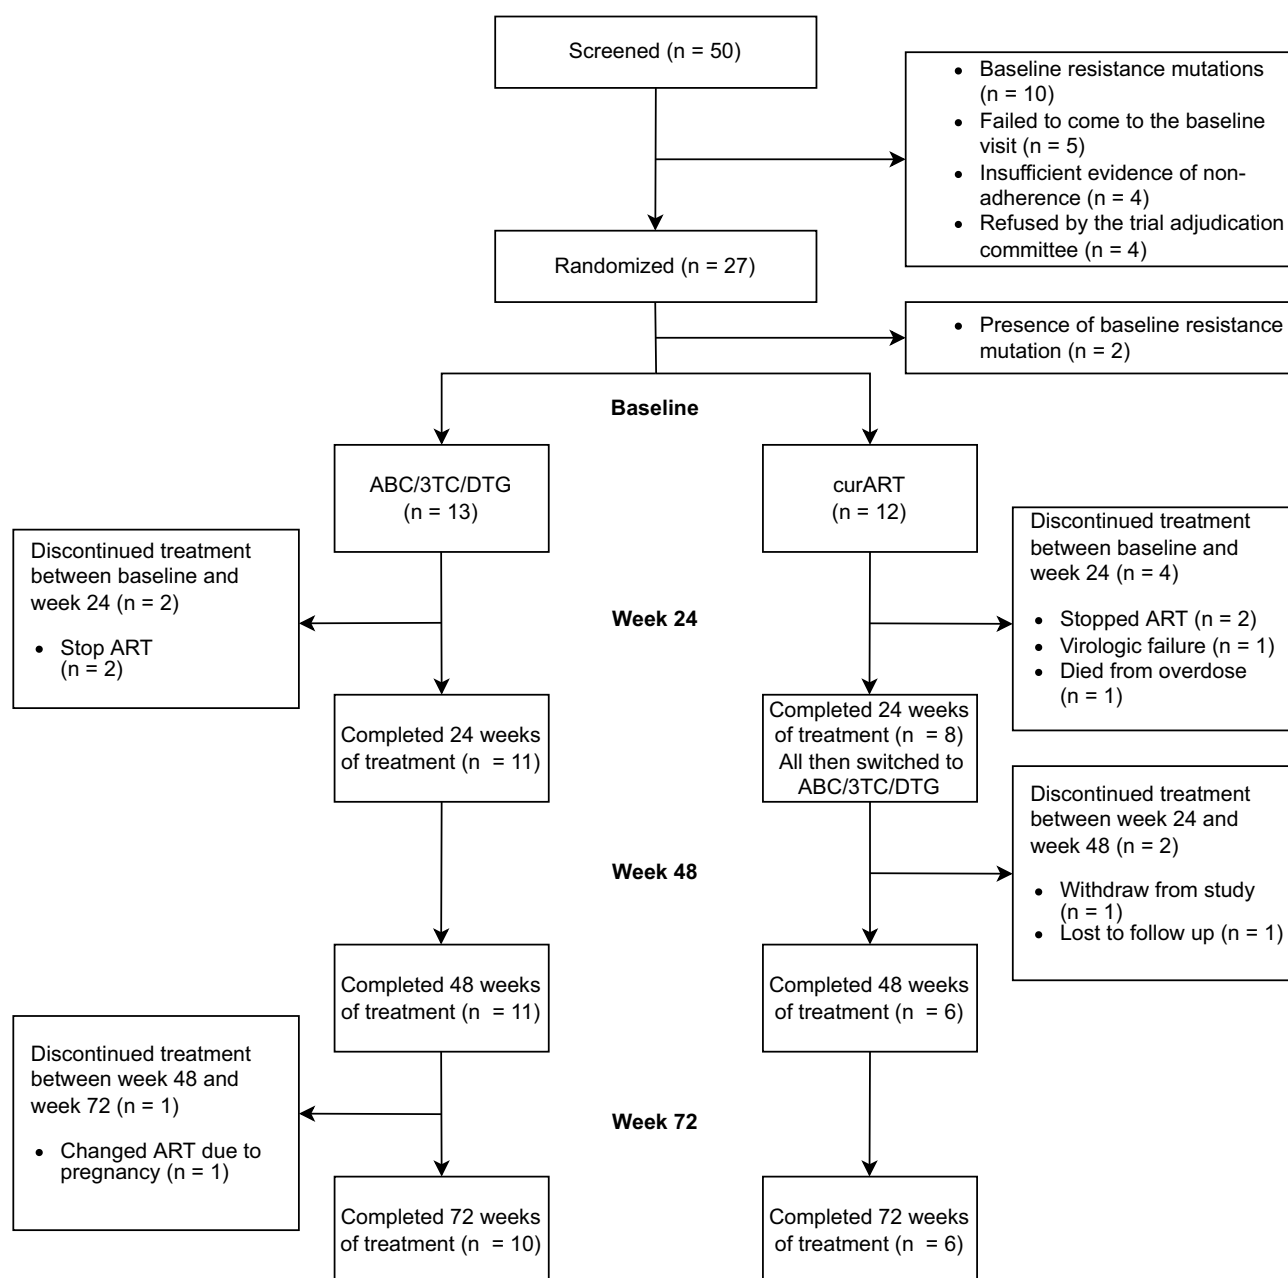 Screened (n = 50)
• Baseline resistance mutations
(n = 10)
• Failed to come to the baseline
visit (n = 5)
• Insufficient evidence of non-
adherence (n = 4)
• Refused by the trial adjudication
committee (n = 4)
Randomized (n = 27)
• Presence of baseline resistance
mutation (n = 2)
Baseline
ABC/3TC/DTG
(n = 13)
curART
(n = 12)
Discontinued treatment
between baseline and
week 24 (n = 2)
• Stop ART
(n = 2)
Week 24
Discontinued treatment
between baseline and
week 24 (n = 4)
• Stopped ART (n = 2)
• Virologic failure (n = 1)
• Died from overdose
(n = 1)
Completed 24 weeks
of treatment (n = 11)
Completed 24 weeks
of treatment (n = 8)
All then switched to
ABC/3TC/DTG
Discontinued treatment
between week 24 and
week 48 (n = 2)
• Withdraw from study
(n = 1)
• Lost to follow up (n = 1)
Week 48
Completed 48 weeks
of treatment (n = 11)
Completed 48 weeks
of treatment (n = 6)
Discontinued treatment
between week 48 and
week 72 (n = 1)
• Changed ART due to
pregnancy (n = 1)
Week 72
Completed 72 weeks
of treatment (n = 10)
Completed 72 weeks
of treatment (n = 6)